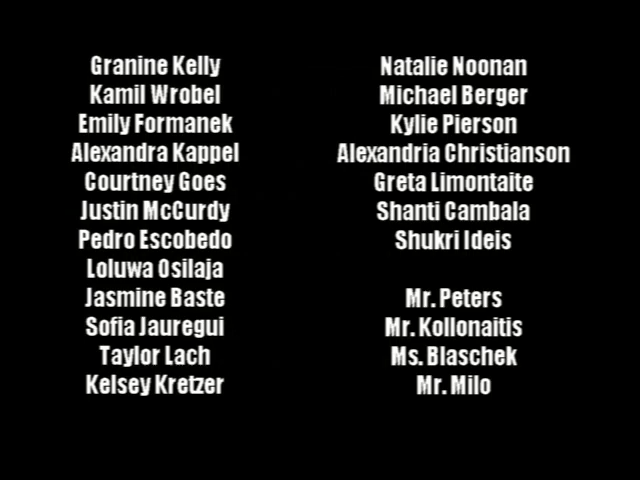 Granine Kelly
Kamil Wrobel
Emily Formanek
Alexandra Kappel
Courtney Goes
Justin McCurdy
Pedro Escobedo
Loluwa Osilaja
Jasmine Baste
Sofia Jauregui
Taylor Lach
Kelsey Kretzer
Natalie Noonan
Michael Berger
Kylie Pierson
Alexandria Christianson
Greta Limontaite
Shanti Cambala
Shukri Ideis
Mr. Peters
Mr. Kollonaitis
Ms. Blaschek
Mr. Milo